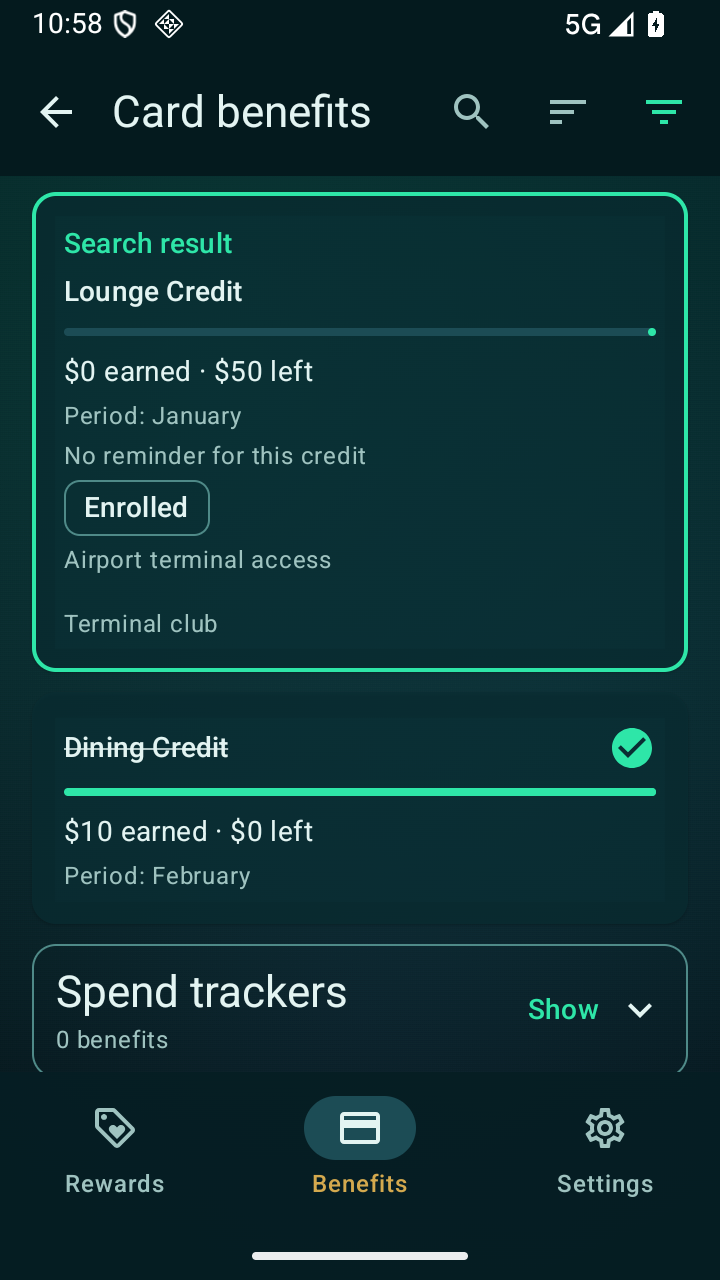 10:58
5G
Card benefits
Search result
Lounge Credit
$0 earned · $50 left
Period: January
No reminder for this credit
Enrolled
Airport terminal access
Terminal club
Dining Credit
$10 earned · $0 left
Period: February
Spend trackers
Show
0 benefits
Rewards
Benefits
Settings